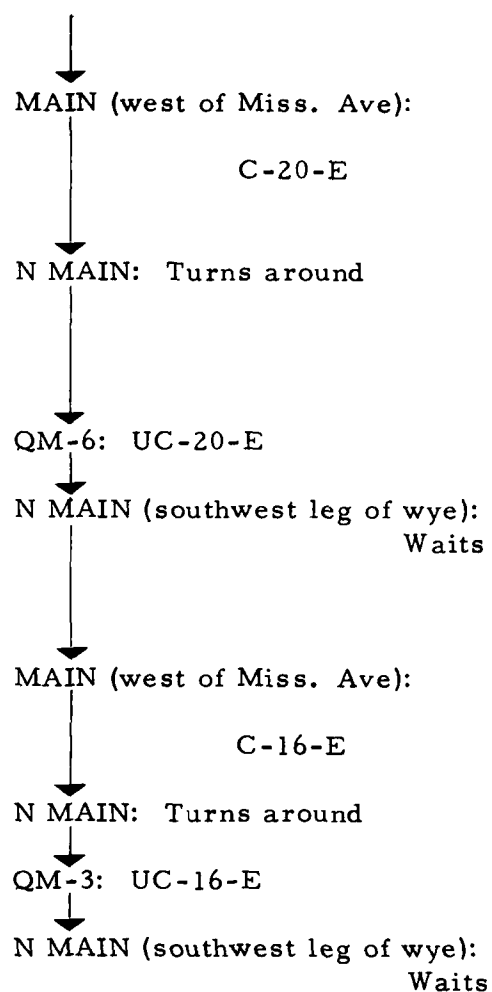 MAIN (west of Miss. Ave):
C-20-E
N MAIN: Turns around
QM-6: UC-20-E
N MAIN (southwest leg of wye):
Waits
MAIN (west of Miss. Ave):
C-16-E
N MAIN: Turns around
QM-3: UC-16-E
N MAIN (southwest leg of wye):
Waits